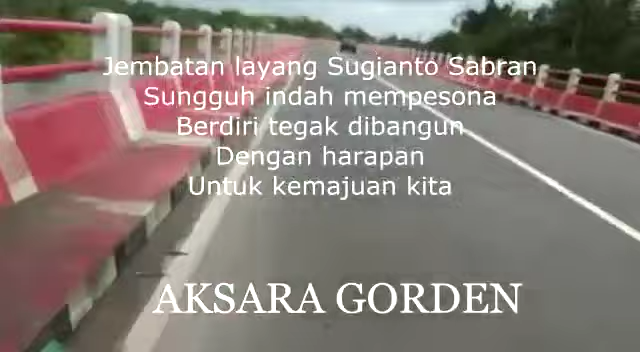 Jembatan layang Sugianto Sabran
Sungguh indah mempesona
Berdiri tegak dibangun
Dengan harapan
Untuk kemajuan kita
AKSARA GORDEN